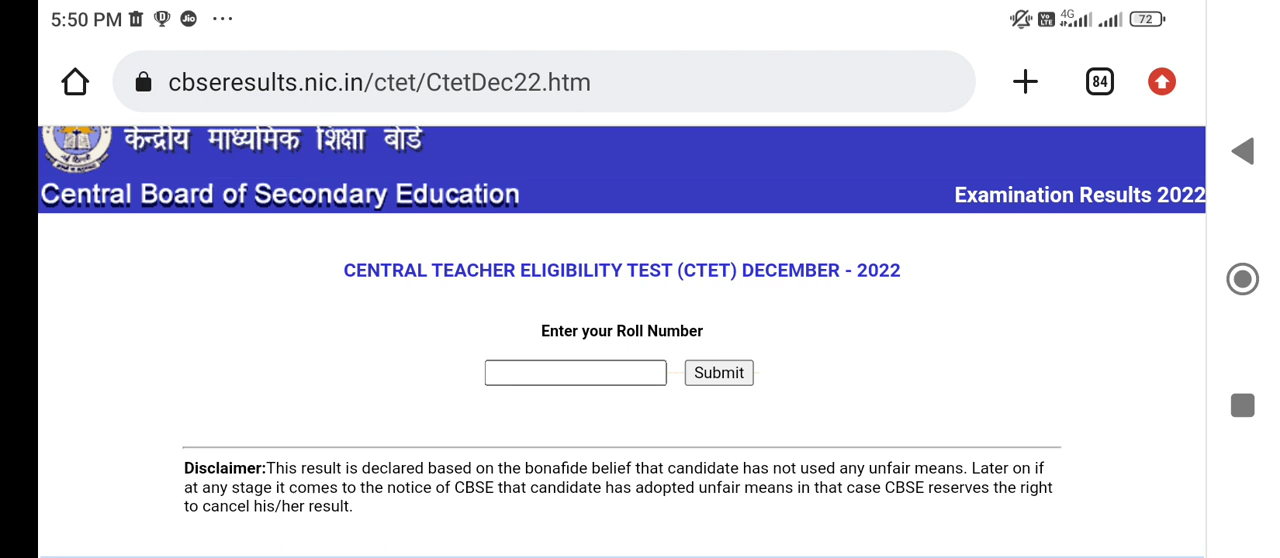 5:50 PM D Jio ...
Vo LTE 4G 72
cbseresults.nic.in/ctet/CtetDec22.htm
84
केन्द्रीय माध्यमिक शिक्षा बोर्ड
Central Board of Secondary Education
Examination Results 2022
CENTRAL TEACHER ELIGIBILITY TEST (CTET) DECEMBER - 2022
Enter your Roll Number
Submit
Disclaimer:This result is declared based on the bonafide belief that candidate has not used any unfair means. Later on if
at any stage it comes to the notice of CBSE that candidate has adopted unfair means in that case CBSE reserves the right
to cancel his/her result.